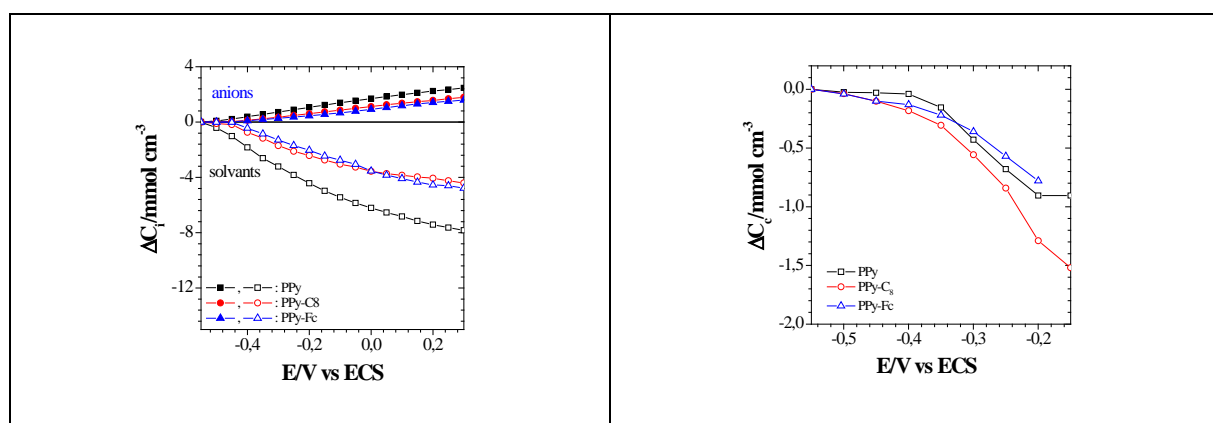 4
0
-4
-8
-12
-0,4
-0,2
0,0
0,2
ΔCᵢ/mmol cm⁻³
E/V vs ECS
anions
solvants
, : PPy
, : PPy-C8
, : PPy-Fc
0,0
-0,5
-1,0
-1,5
-2,0
-0,5
-0,4
-0,3
-0,2
ΔC꜀/mmol cm⁻³
E/V vs ECS
PPy
PPy-C₈
PPy-Fc